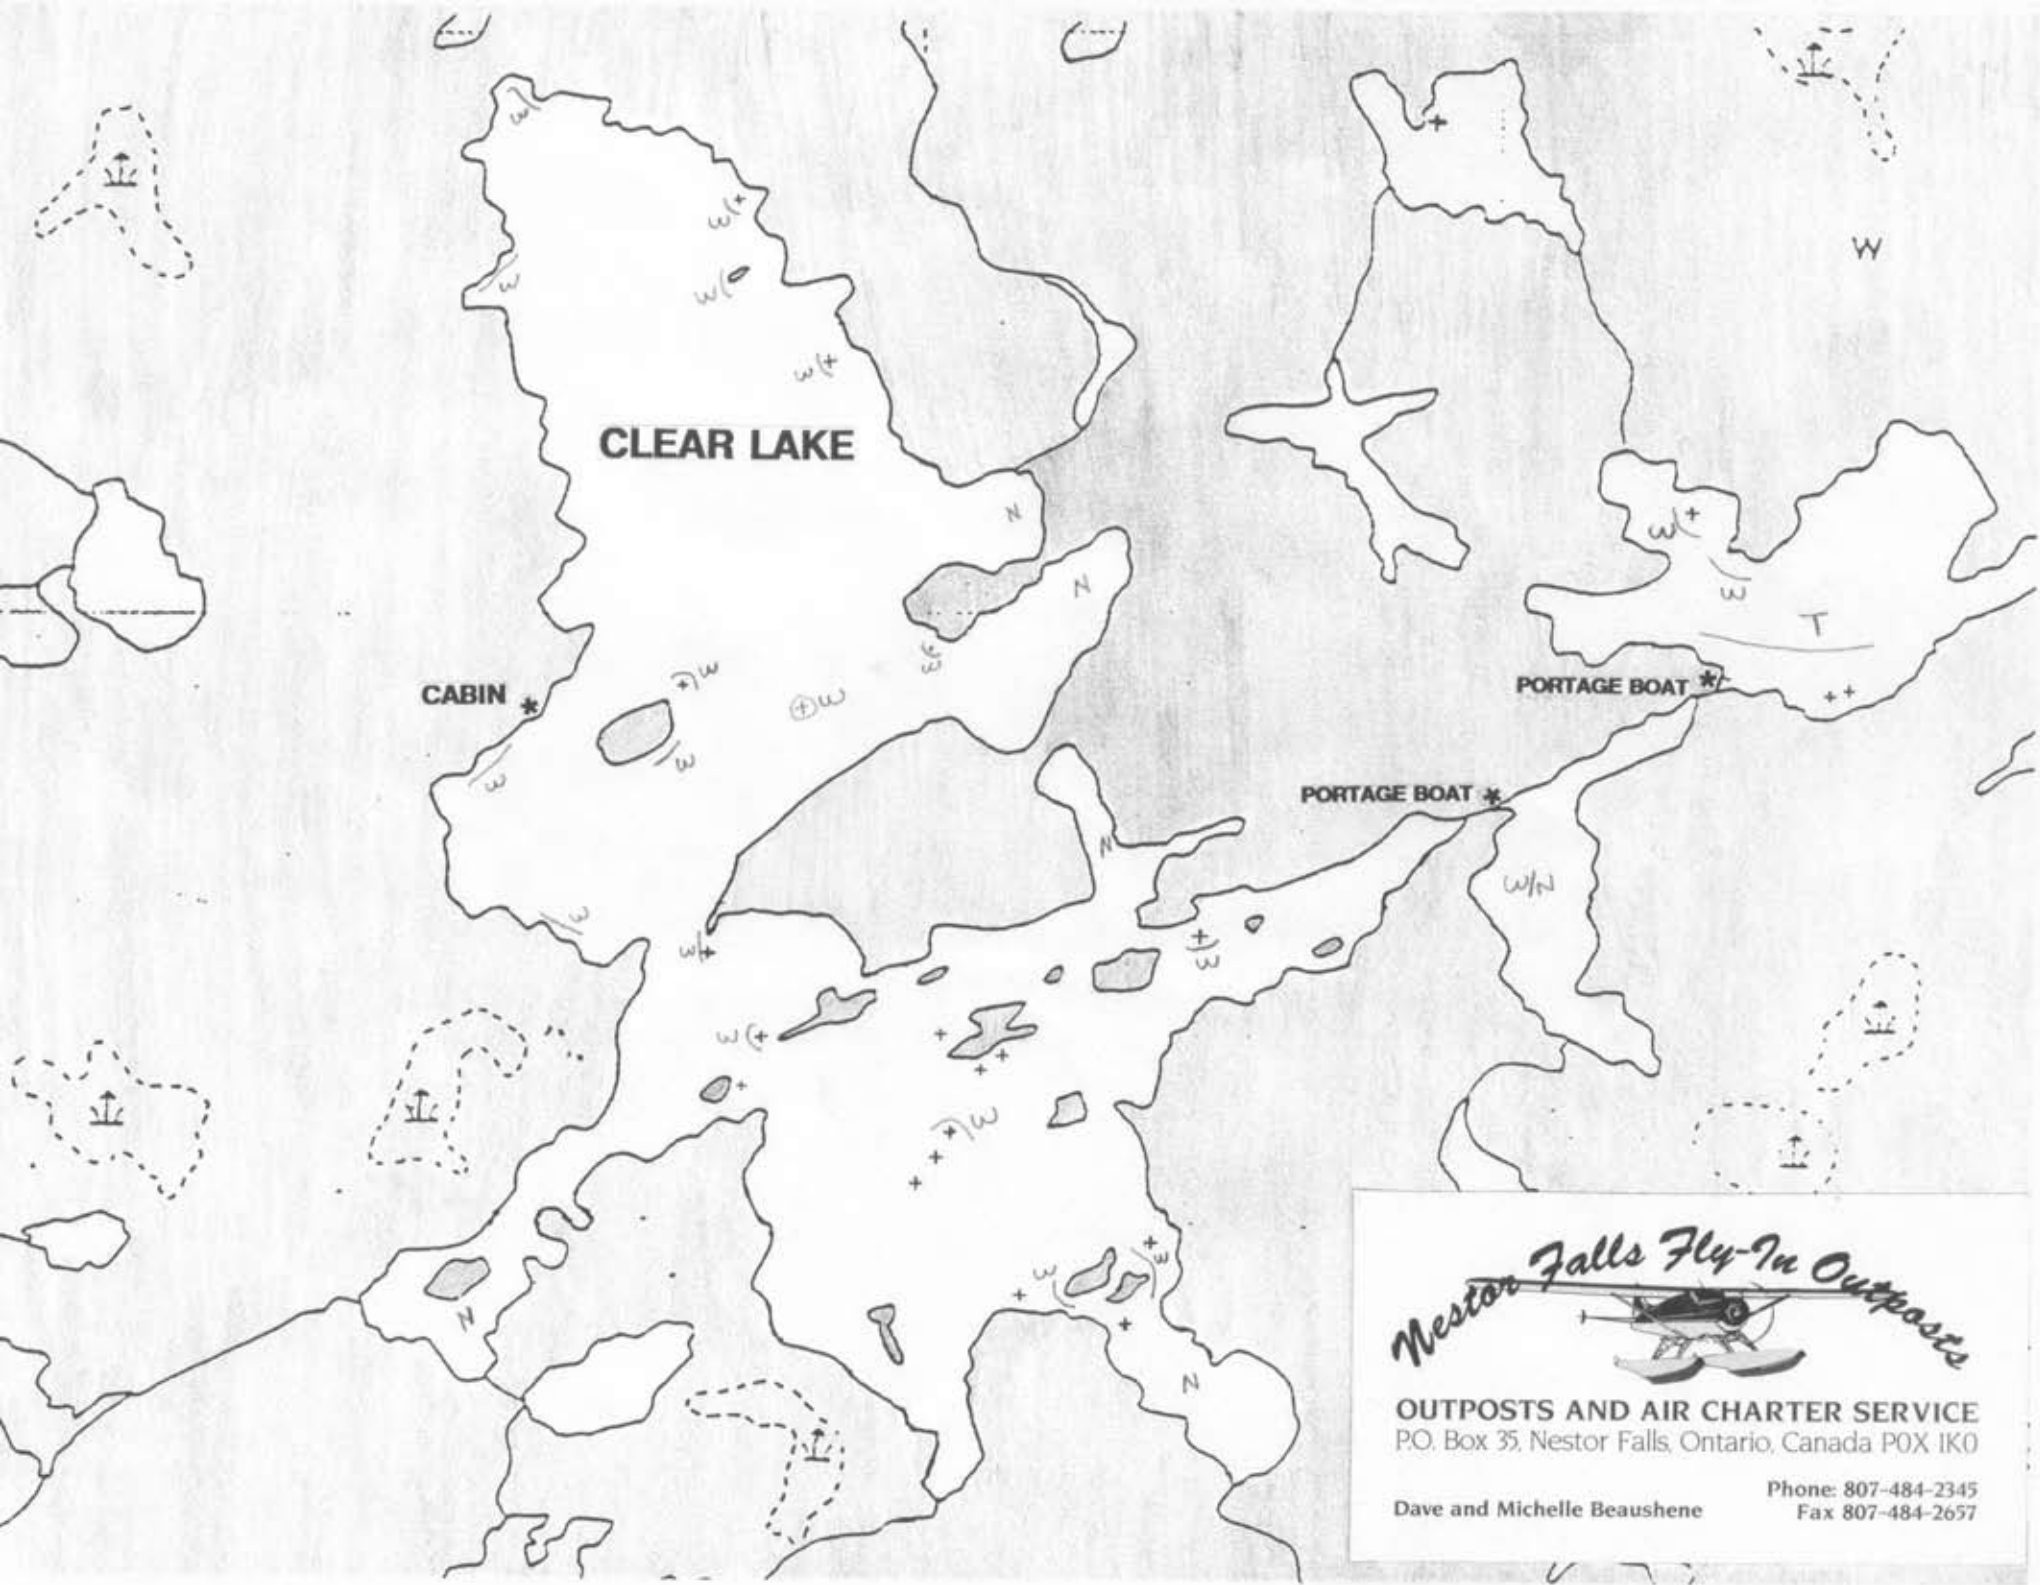 W
W
W
W
W
CLEAR LAKE
N
W
N
W
T
W
W
W
CABIN *
W
PORTAGE BOAT *
W
W
PORTAGE BOAT *
N
W/N
W
W
W
W
W
W
W
N
N
Nestor Falls Fly-In Outposts
OUTPOSTS AND AIR CHARTER SERVICE
P.O. Box 35, Nestor Falls, Ontario, Canada P0X 1K0
Phone: 807-484-2345
Dave and Michelle Beaushene
Fax 807-484-2657